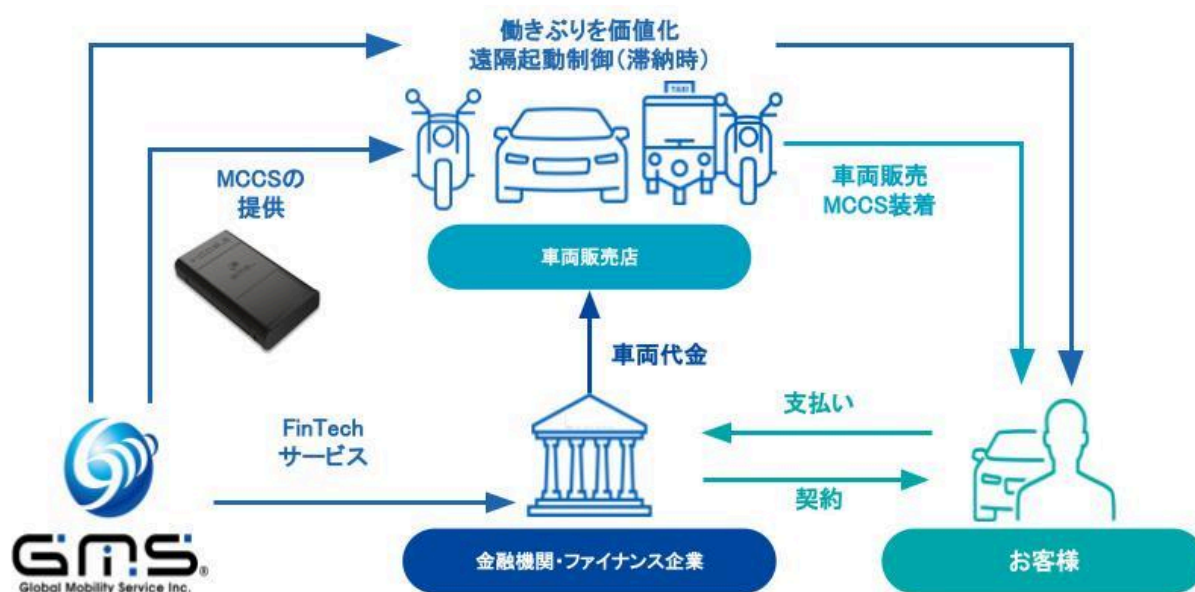 働きぶりを価値化
遠隔起動制御(滞納時)
TAXI
MCCSの
提供
車両販売
MCCS装着
車両販売店
車両代金
FinTech
サービス
支払い
契約
GMS®
Global Mobility Service Inc.
金融機関・ファイナンス企業
お客様